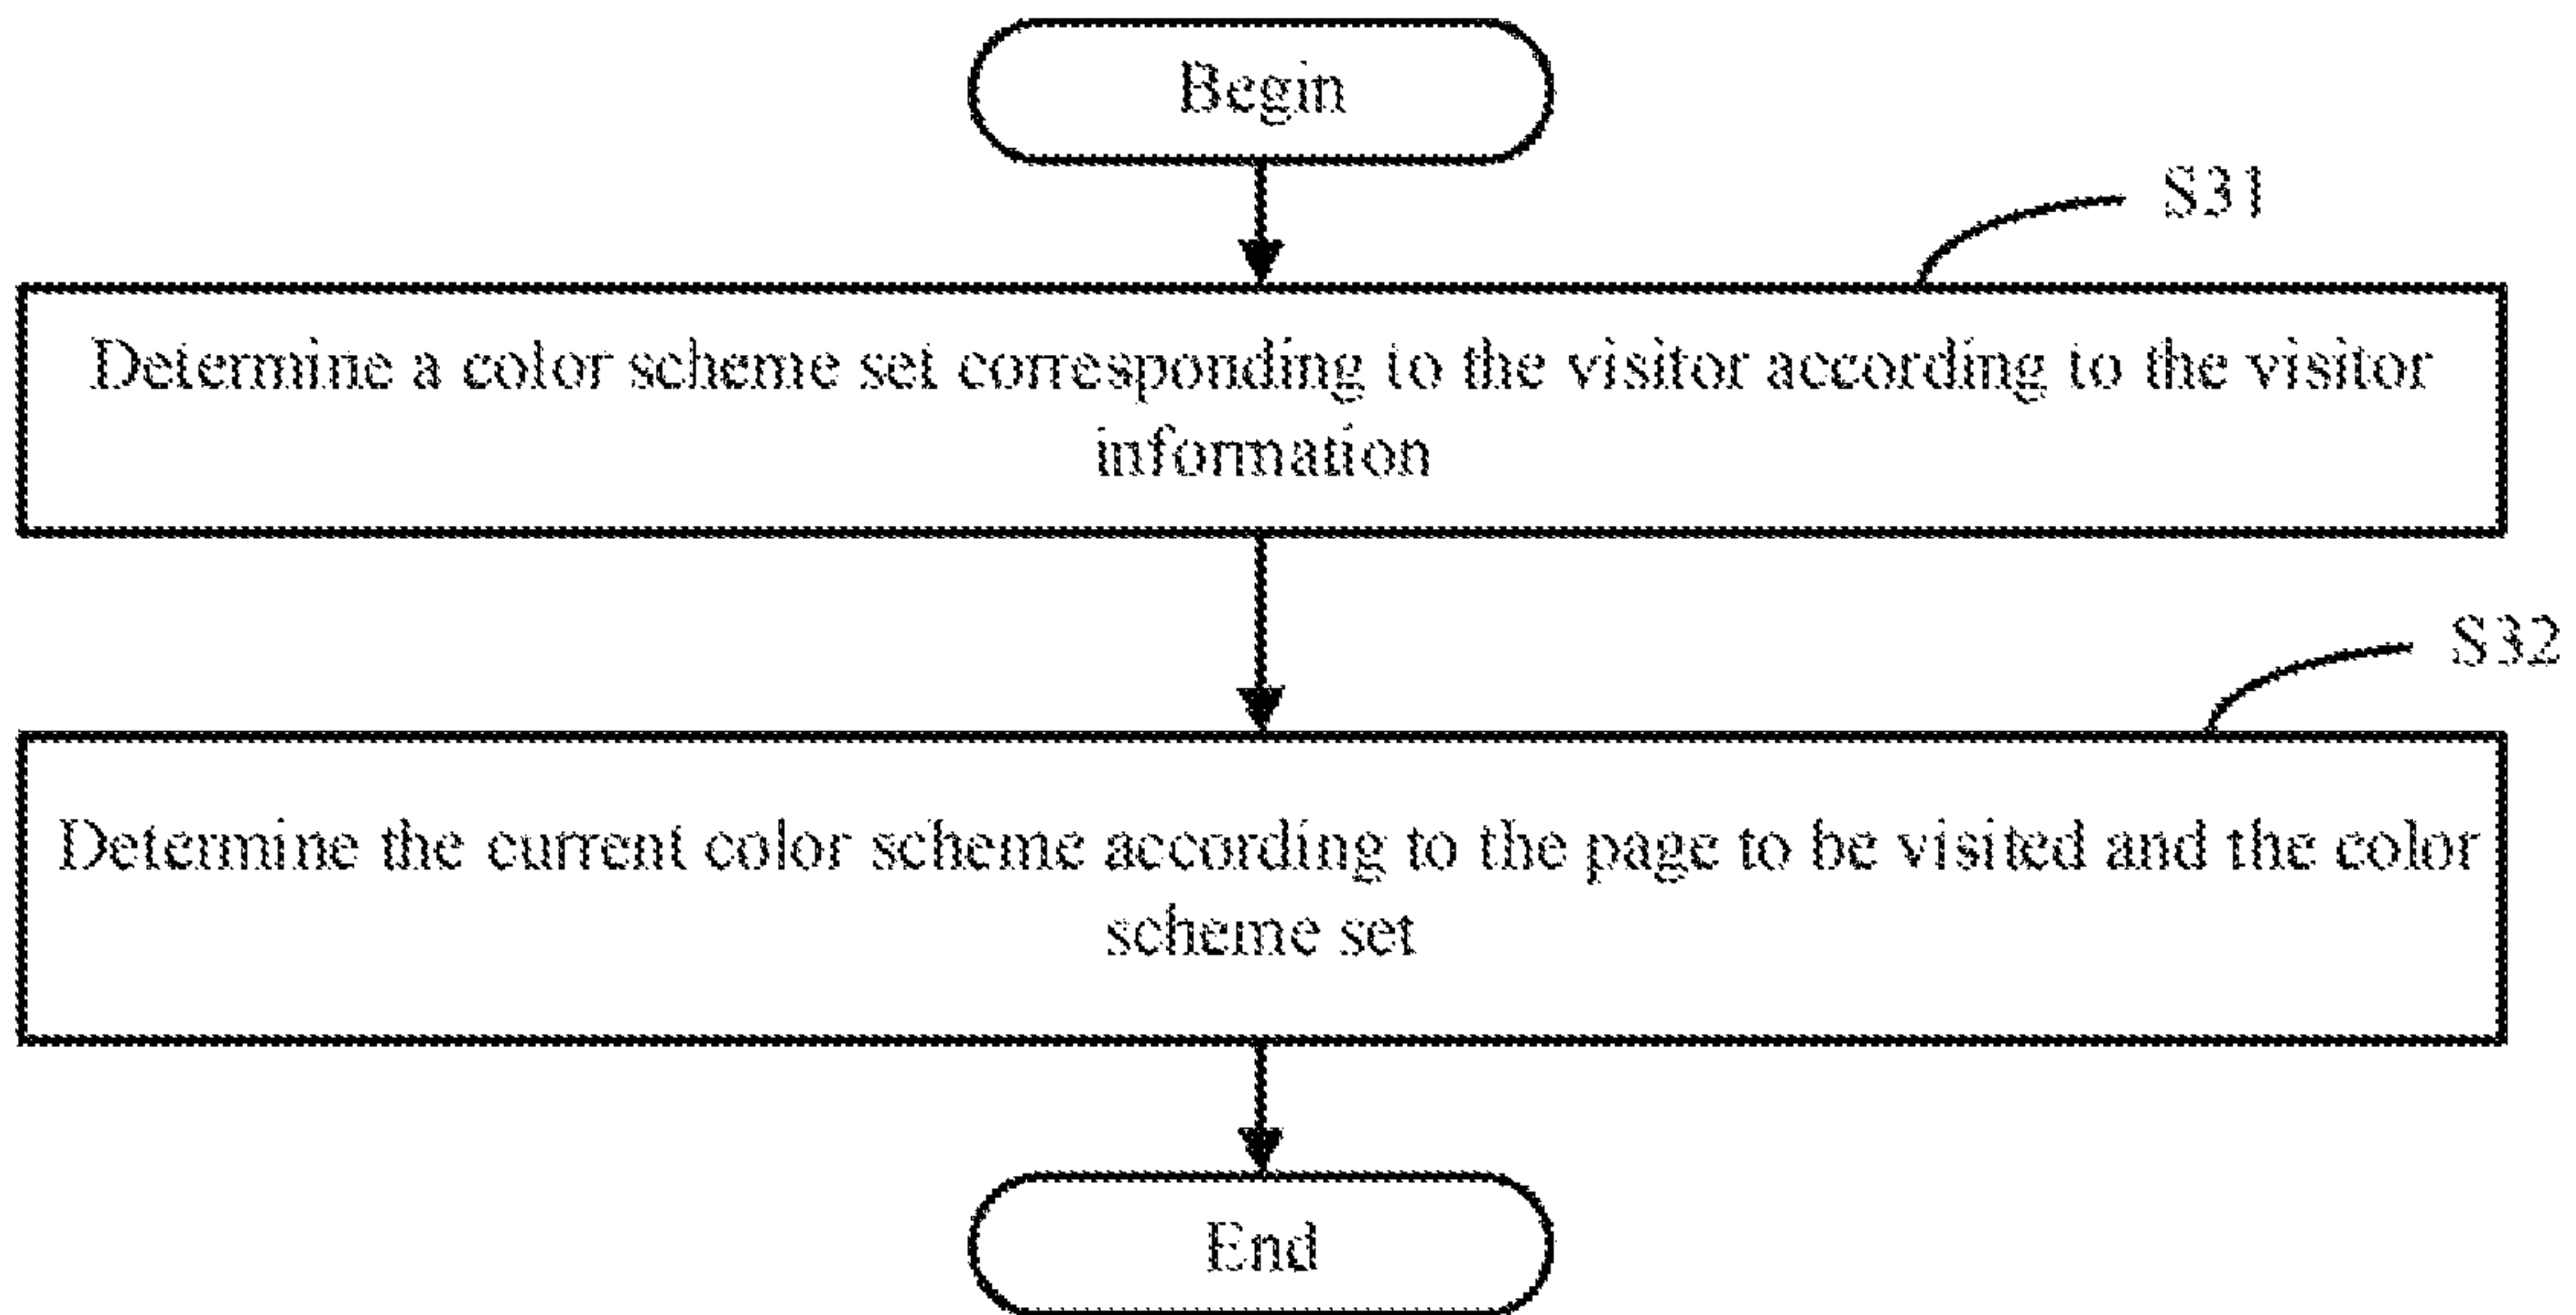 Begin
S31
Determine a color scheme set corresponding to the visitor according to the visitor
information
S32
Determine the current color scheme according to the page to be visited and the color
scheme set
End